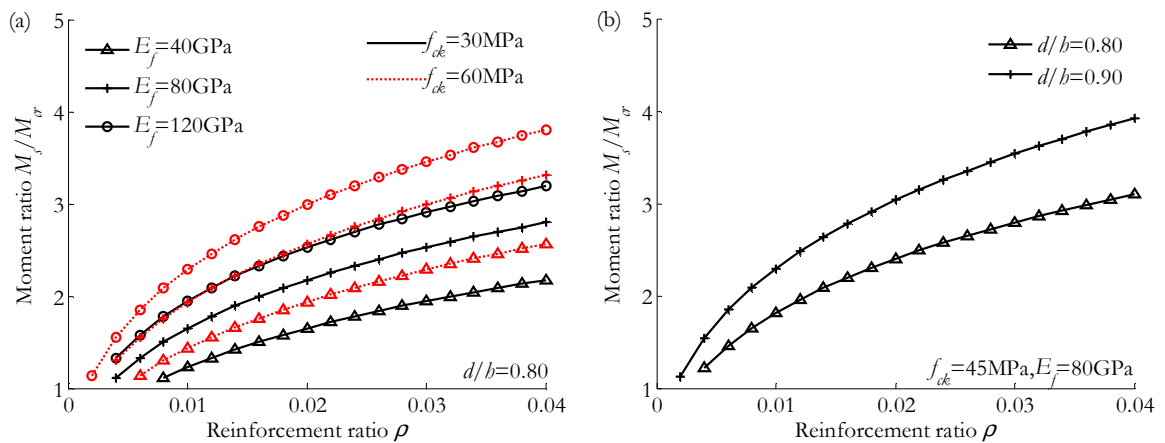 (a)
5
4
3
2
1
Moment ratio Mₛ/M_cr
E_f=40GPa
E_f=80GPa
E_f=120GPa
f_ck=30MPa
f_ck=60MPa
d/h=0.80
0 0.01 0.02 0.03 0.04
Reinforcement ratio ρ
(b)
5
4
3
2
1
Moment ratio Mₛ/M_cr
d/h=0.80
d/h=0.90
f_ck=45MPa,E_f=80GPa
0 0.01 0.02 0.03 0.04
Reinforcement ratio ρ